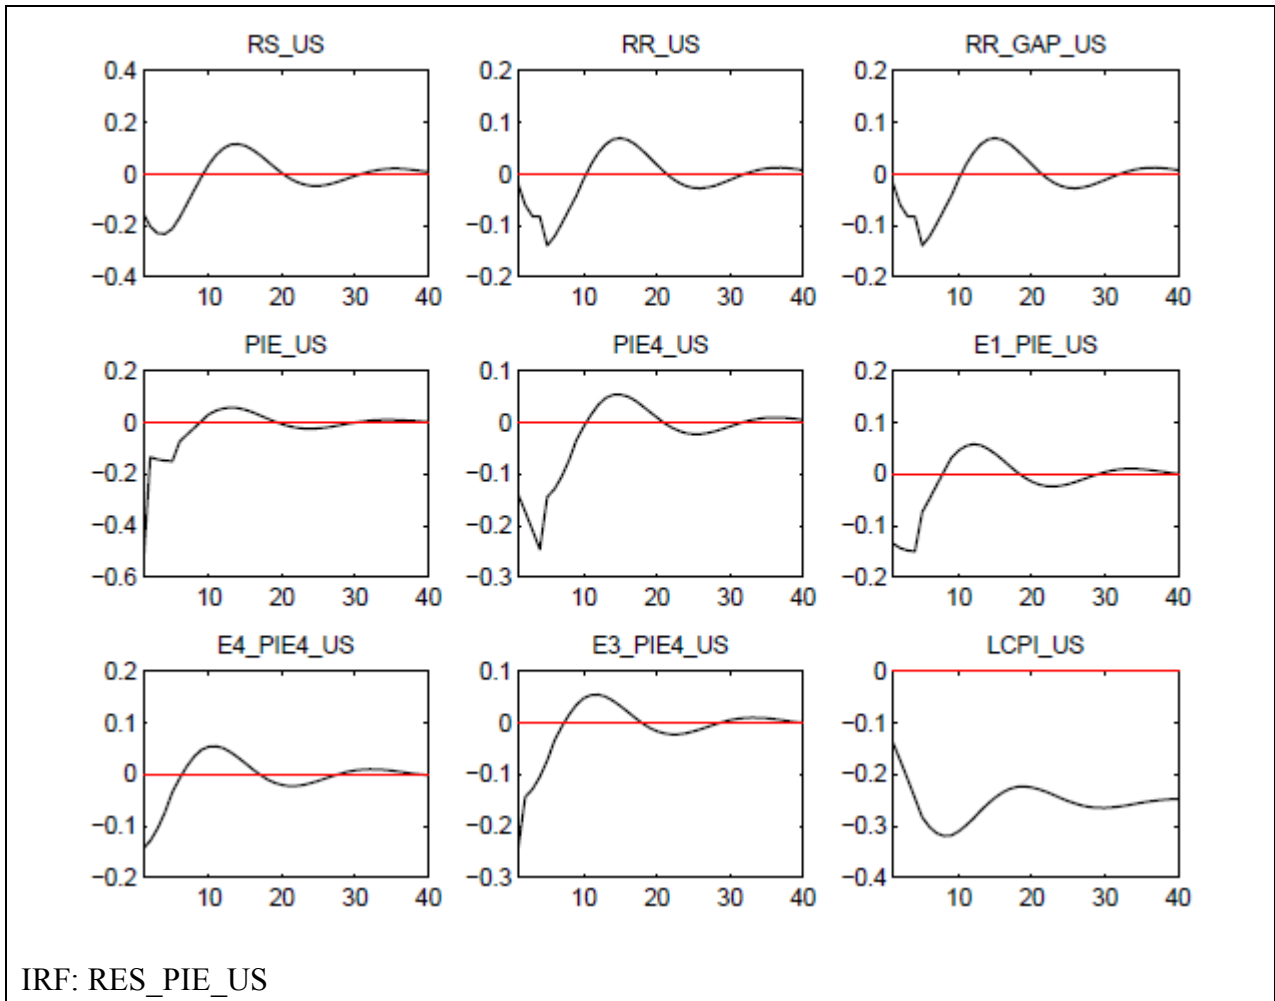 RS_US RR_US RR_GAP_US
0.4 0.2 0.2
0.2 0.1 0.1
0 0 0
−0.2 −0.1 −0.1
−0.4 −0.2 −0.2
10 20 30 40 10 20 30 40 10 20 30 40
PIE_US PIE4_US E1_PIE_US
0.2 0.1 0.2
0 0 0.1
−0.2 −0.1 0
−0.4 −0.2 −0.1
−0.6 −0.3 −0.2
10 20 30 40 10 20 30 40 10 20 30 40
E4_PIE4_US E3_PIE4_US LCPI_US
0.2 0.1 0
0.1 0 −0.1
0 −0.1 −0.2
−0.1 −0.2 −0.3
−0.2 −0.3 −0.4
10 20 30 40 10 20 30 40 10 20 30 40
IRF: RES_PIE_US